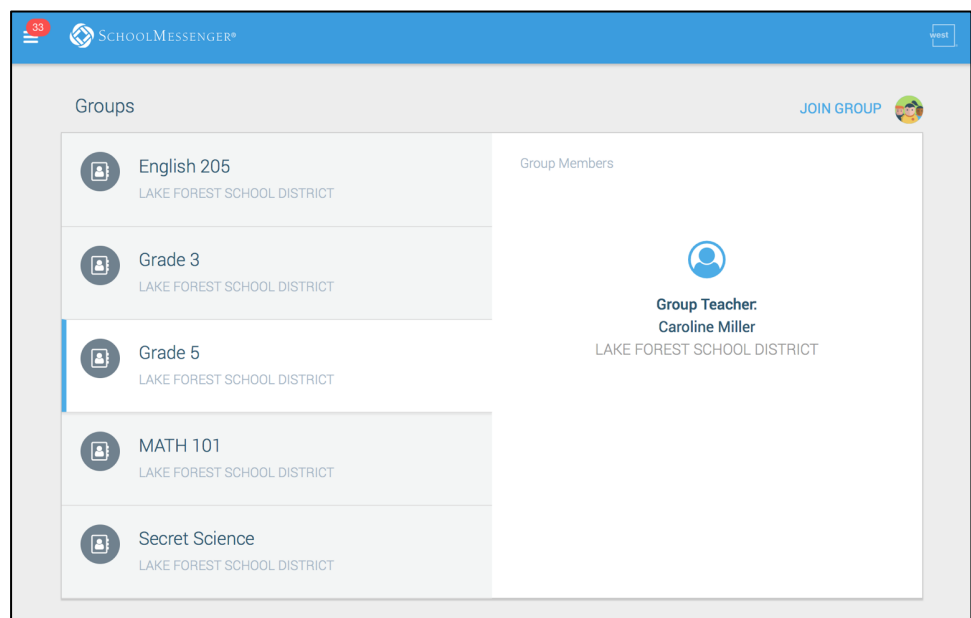 33
SCHOOLMESSENGER®
west
Groups
JOIN GROUP
English 205
LAKE FOREST SCHOOL DISTRICT
Grade 3
LAKE FOREST SCHOOL DISTRICT
Grade 5
LAKE FOREST SCHOOL DISTRICT
MATH 101
LAKE FOREST SCHOOL DISTRICT
Secret Science
LAKE FOREST SCHOOL DISTRICT
Group Members
Group Teacher:
Caroline Miller
LAKE FOREST SCHOOL DISTRICT